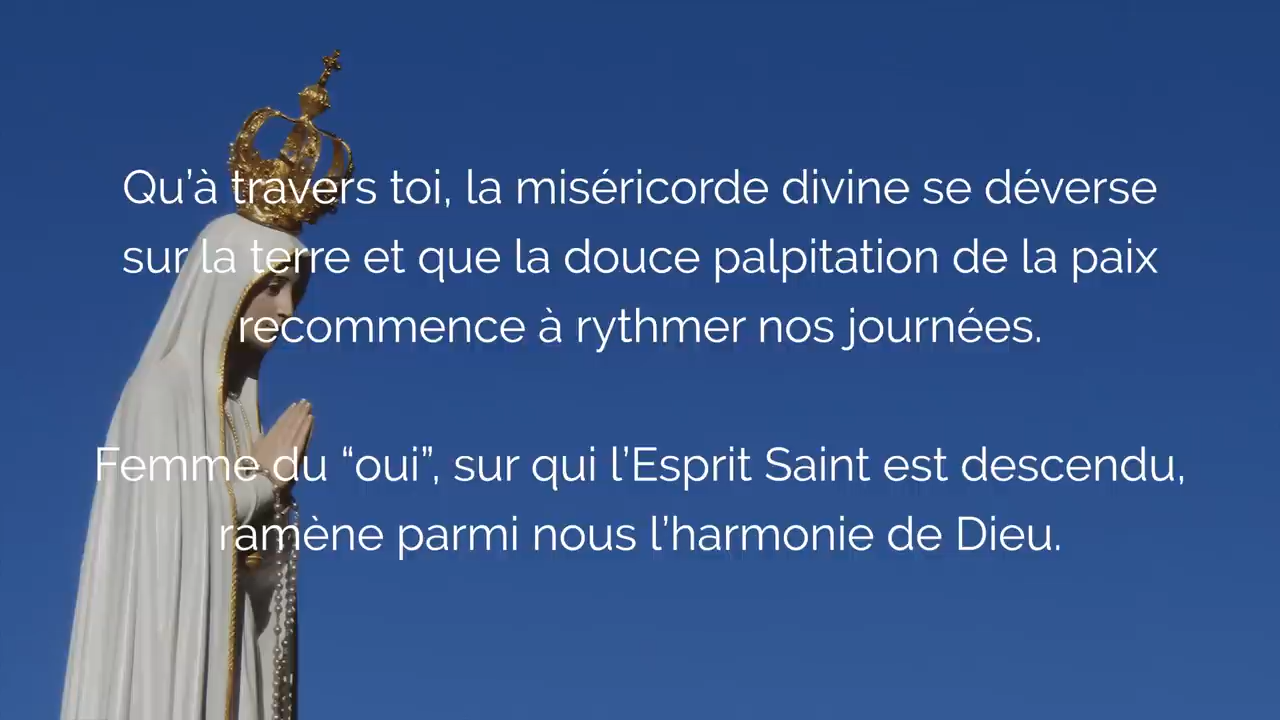 Qu’à travers toi, la miséricorde divine se déverse
sur la terre et que la douce palpitation de la paix
recommence à rythmer nos journées.
Femme du “oui”, sur qui l’Esprit Saint est descendu,
ramène parmi nous l’harmonie de Dieu.